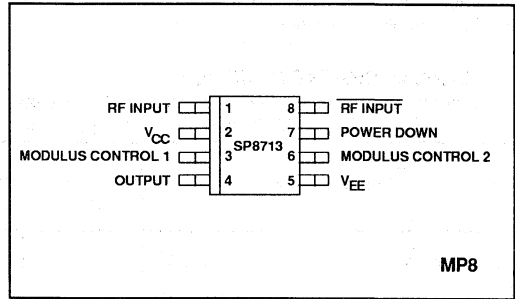 RF INPUT 1 8 RF INPUT
VCC 2 7 POWER DOWN
SP8713
MODULUS CONTROL 1 3 6 MODULUS CONTROL 2
OUTPUT 4 5 VEE
MP8